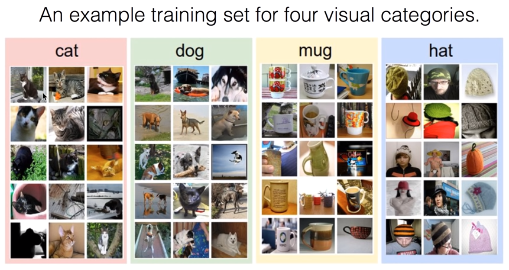 An example training set for four visual categories.
cat
dog
mug
hat